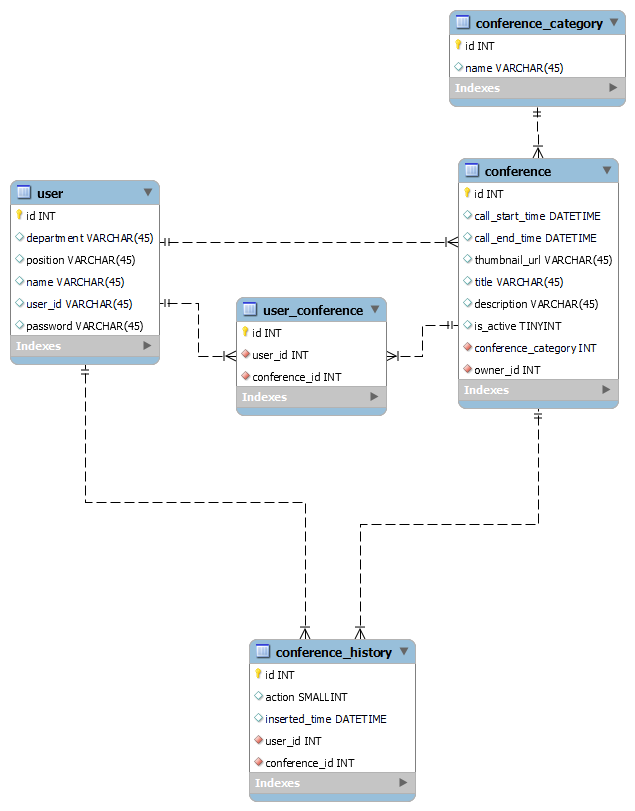 conference_category
id INT
name VARCHAR(45)
Indexes
conference
id INT
call_start_time DATETIME
call_end_time DATETIME
thumbnail_url VARCHAR(45)
title VARCHAR(45)
description VARCHAR(45)
is_active TINYINT
conference_category INT
owner_id INT
Indexes
user
id INT
department VARCHAR(45)
position VARCHAR(45)
name VARCHAR(45)
user_id VARCHAR(45)
password VARCHAR(45)
Indexes
user_conference
id INT
user_id INT
conference_id INT
Indexes
conference_history
id INT
action SMALLINT
inserted_time DATETIME
user_id INT
conference_id INT
Indexes